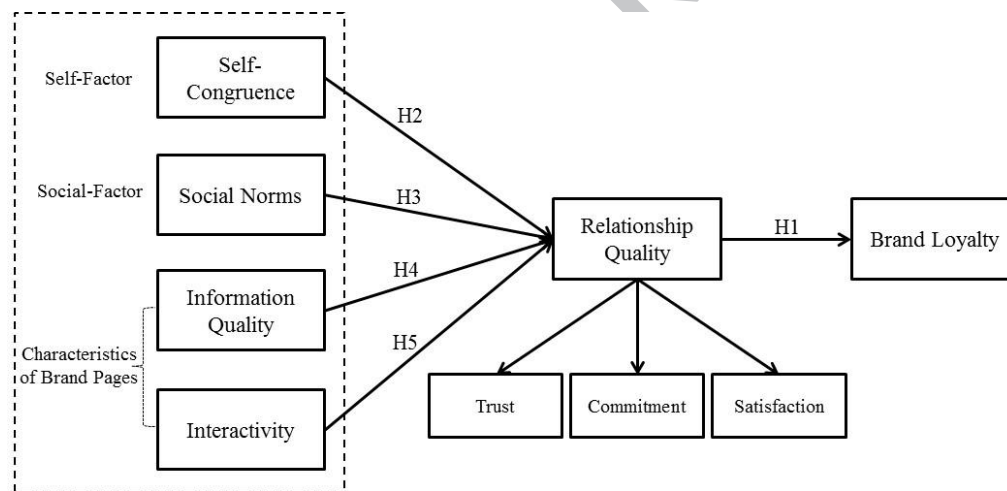 Self-Factor
Self-
Congruence
H2
Social-Factor
Social Norms
H3
Relationship
Quality
H1
Brand Loyalty
Information
Quality
H4
Characteristics
of Brand Pages
H5
Interactivity
Trust
Commitment
Satisfaction